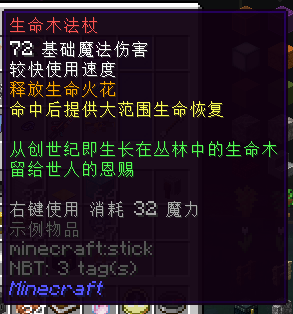 生命木法杖
72 基础魔法伤害
较快使用速度
释放生命火花
命中后提供大范围生命恢复
从创世纪即生长在丛林中的生命木
留给世人的恩赐
右键使用 消耗 32 魔力
示例物品
minecraft:stick
NBT: 3 tag(s)
Minecraft